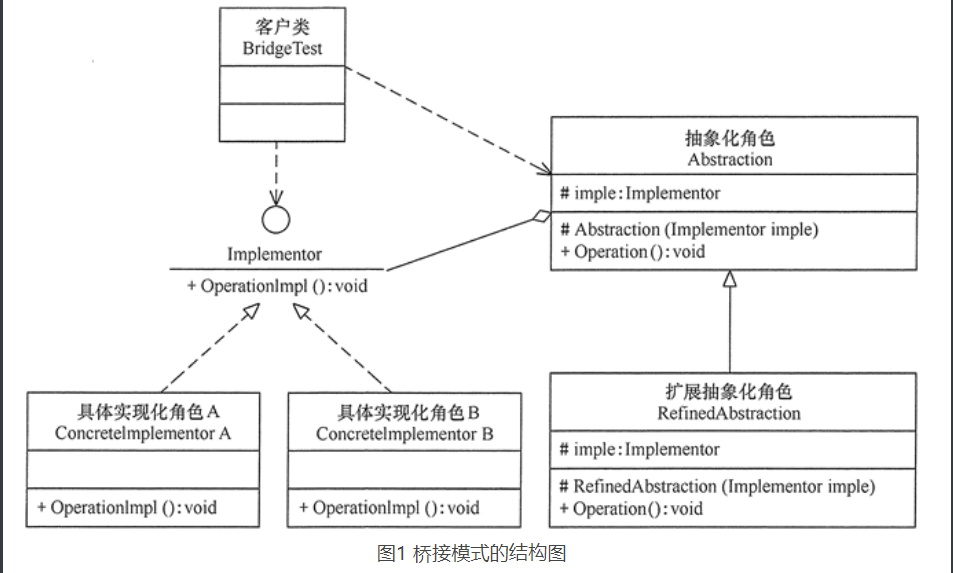 客户类
BridgeTest
抽象化角色
Abstraction
# imple:Implementor
# Abstraction (Implementor imple)
+ Operation():void
Implementor
+ OperationImpl ():void
具体实现化角色A
ConcreteImplementor A
+ OperationImpl ():void
具体实现化角色B
ConcreteImplementor B
+ OperationImpl ():void
扩展抽象化角色
RefinedAbstraction
# imple:Implementor
# RefinedAbstraction (Implementor imple)
+ Operation():void
图1 桥接模式的结构图